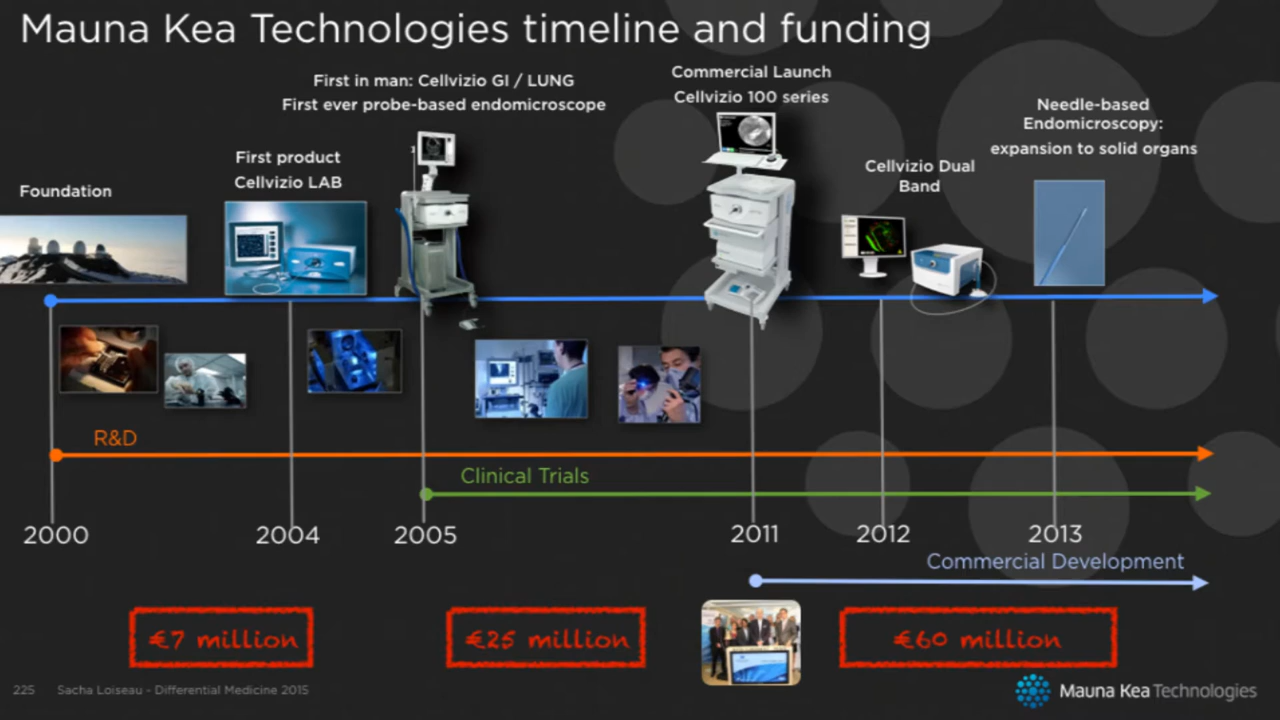 Mauna Kea Technologies timeline and funding
First in man: Cellvizio GI / LUNG
First ever probe-based endomicroscope
Commercial Launch
Cellvizio 100 series
Needle-based
Endomicroscopy:
expansion to solid organs
First product
Cellvizio LAB
Cellvizio Dual
Band
Foundation
R&D
Clinical Trials
2000
2004
2005
2011
2012
2013
Commercial Development
€7 million
€25 million
€60 million
225 Sacha Loiseau - Differential Medicine 2015
Mauna Kea Technologies